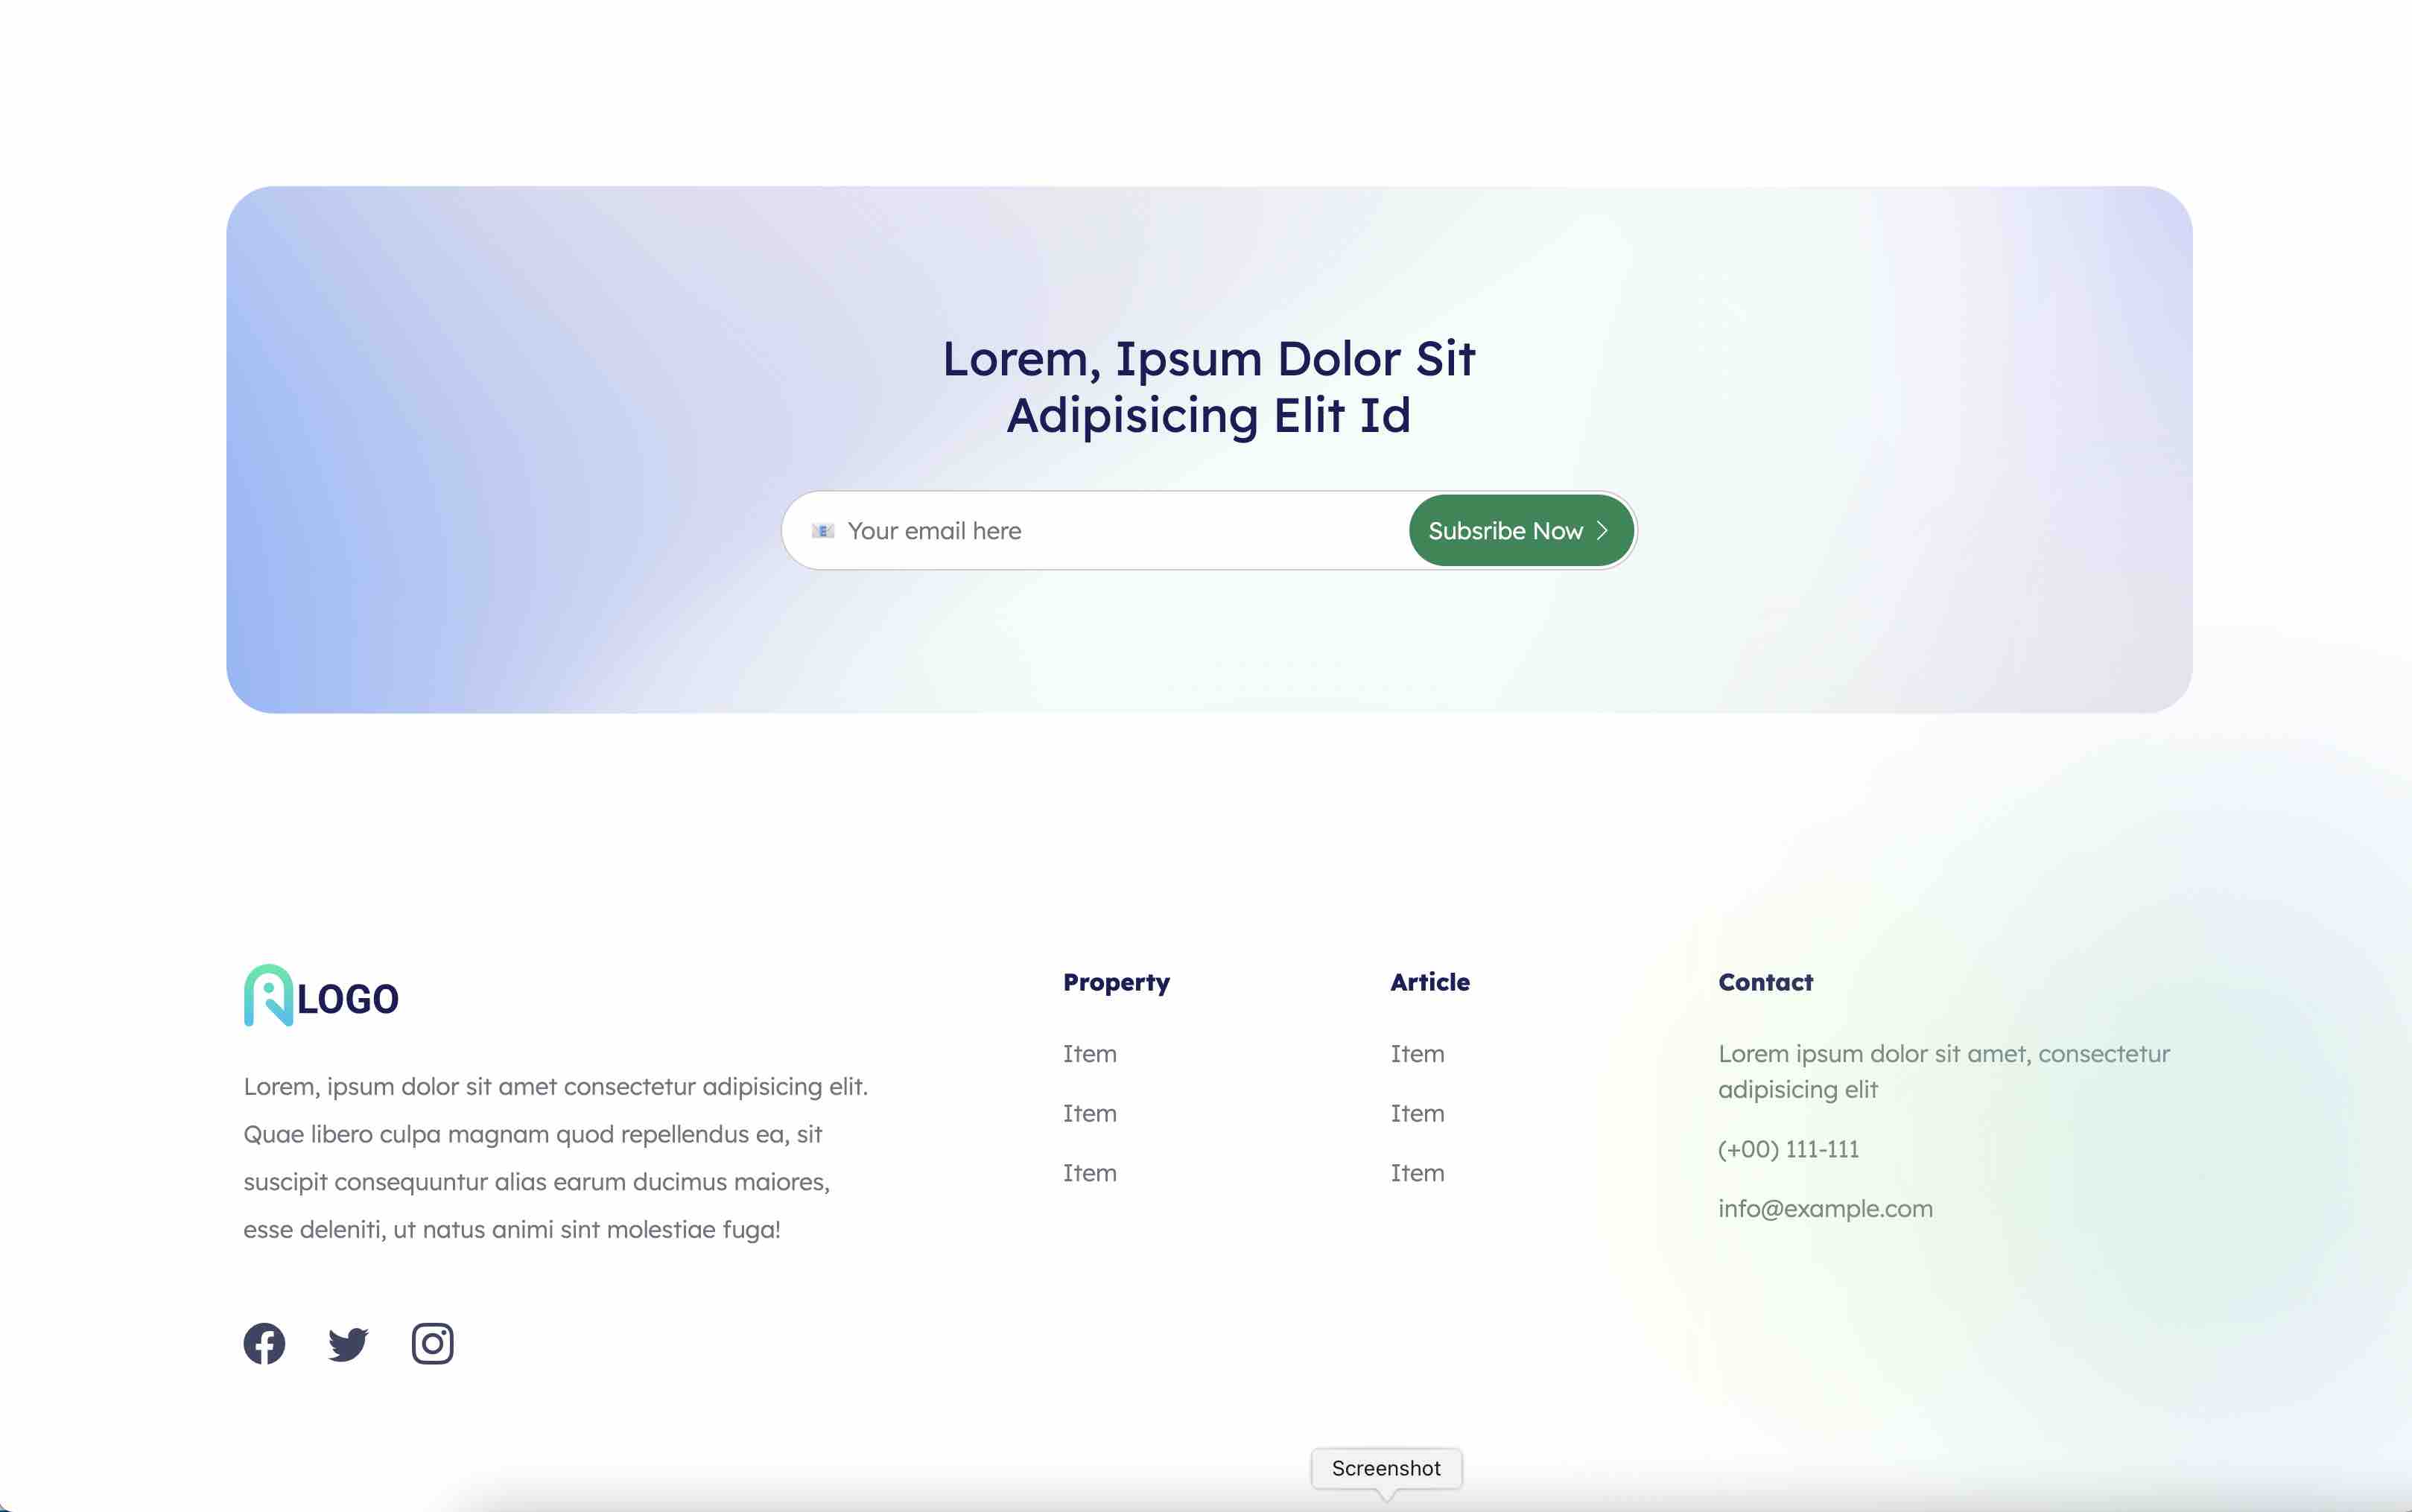 Lorem, Ipsum Dolor Sit
Adipisicing Elit Id
Your email here
Subsribe Now
LOGO
Lorem, ipsum dolor sit amet consectetur adipisicing elit.
Quae libero culpa magnam quod repellendus ea, sit
suscipit consequuntur alias earum ducimus maiores,
esse deleniti, ut natus animi sint molestiae fuga!
Property
Item
Item
Item
Article
Item
Item
Item
Contact
Lorem ipsum dolor sit amet, consectetur
adipisicing elit
(+00) 111-111
info@example.com
Screenshot